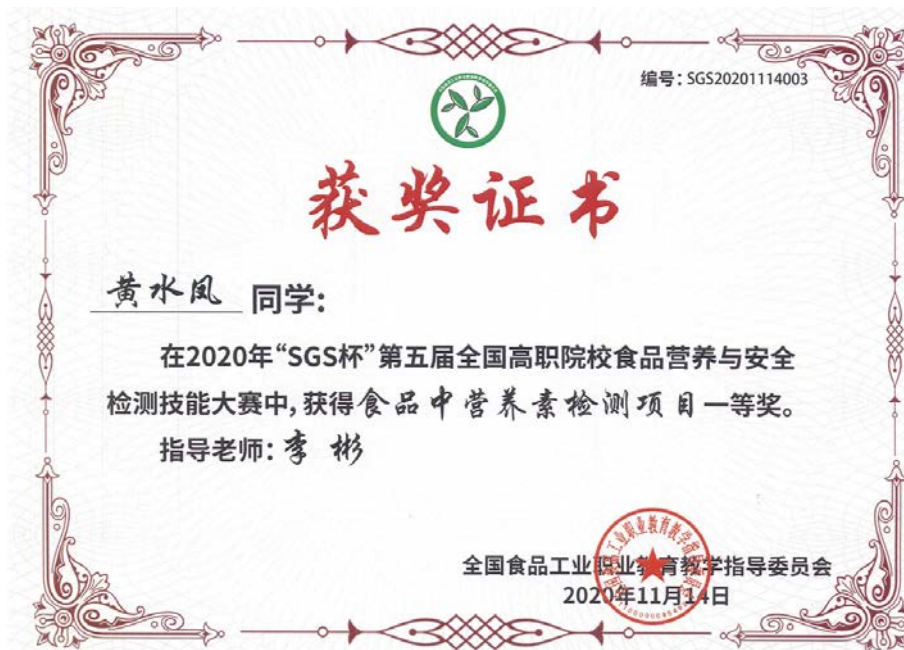 编号：SGS20201114003
获奖证书
黄水凤 同学：
在2020年“SGS杯”第五届全国高职院校食品营养与安全
检测技能大赛中，获得食品中营养素检测项目一等奖。
指导老师：李 彬
全国食品工业职业教育教学指导委员会
2020年11月14日